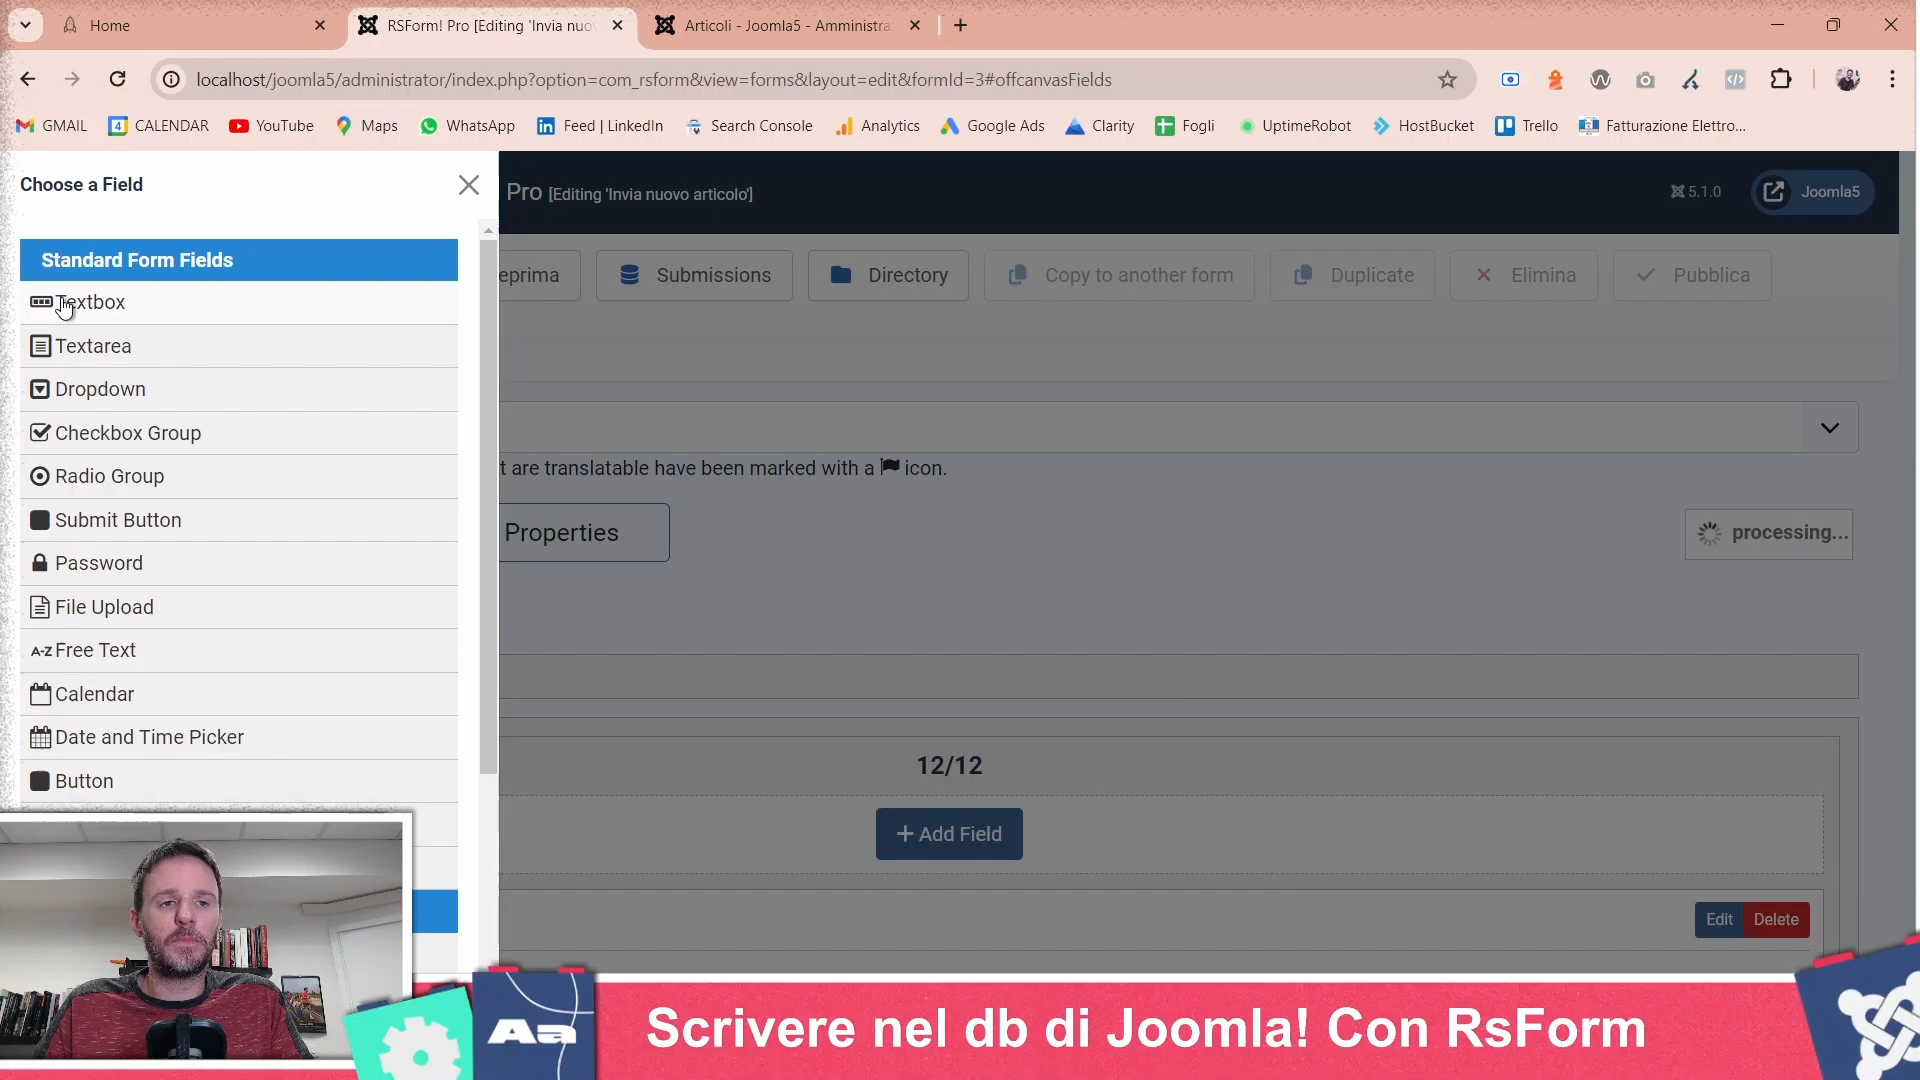 Home
RSForm! Pro [Editing 'Invia nuo
Articoli - Joomla5 - Amministra
localhost/joomla5/administrator/index.php?option=com_rsform&view=forms&layout=edit&formId=3#offcanvasFields
GMAIL
4 CALENDAR
YouTube
Maps
WhatsApp
Feed | LinkedIn
Search Console
Analytics
Google Ads
Clarity
Fogli
UptimeRobot
HostBucket
Trello
Fatturazione Elettro...
Choose a Field
Pro [Editing 'Invia nuovo articolo']
5.1.0
Joomla5
Standard Form Fields
eprima
Submissions
Directory
Copy to another form
Duplicate
Elimina
Pubblica
Textbox
Textarea
Dropdown
Checkbox Group
Radio Group
Submit Button
Password
File Upload
A-Z Free Text
Calendar
Date and Time Picker
Button
t are translatable have been marked with a icon.
Properties
processing...
12/12
+ Add Field
Edit
Delete
Aa
Scrivere nel db di Joomla! Con RsForm